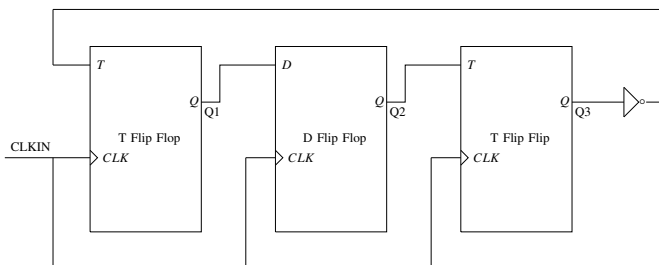 T
Q
Q1
T Flip Flop
CLKIN
CLK
D
Q
Q2
D Flip Flop
CLK
T
Q
Q3
T Flip Flip
CLK